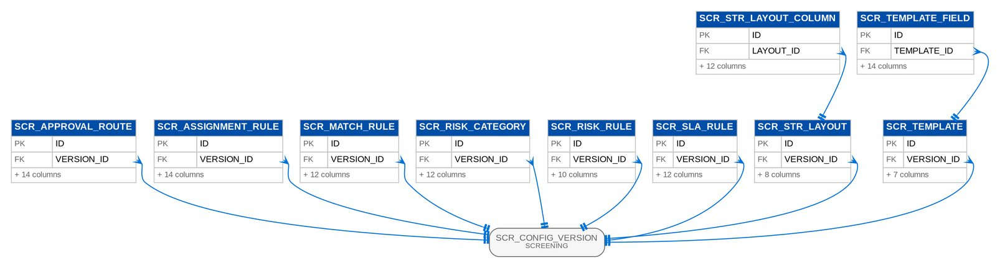 SCR_STR_LAYOUT_COLUMN
PK ID
FK LAYOUT_ID
+ 12 columns
SCR_TEMPLATE_FIELD
PK ID
FK TEMPLATE_ID
+ 14 columns
SCR_APPROVAL_ROUTE
PK ID
FK VERSION_ID
+ 14 columns
SCR_ASSIGNMENT_RULE
PK ID
FK VERSION_ID
+ 14 columns
SCR_MATCH_RULE
PK ID
FK VERSION_ID
+ 12 columns
SCR_RISK_CATEGORY
PK ID
FK VERSION_ID
+ 12 columns
SCR_RISK_RULE
PK ID
FK VERSION_ID
+ 10 columns
SCR_SLA_RULE
PK ID
FK VERSION_ID
+ 12 columns
SCR_STR_LAYOUT
PK ID
FK VERSION_ID
+ 8 columns
SCR_TEMPLATE
PK ID
FK VERSION_ID
+ 7 columns
SCR_CONFIG_VERSION
SCREENING